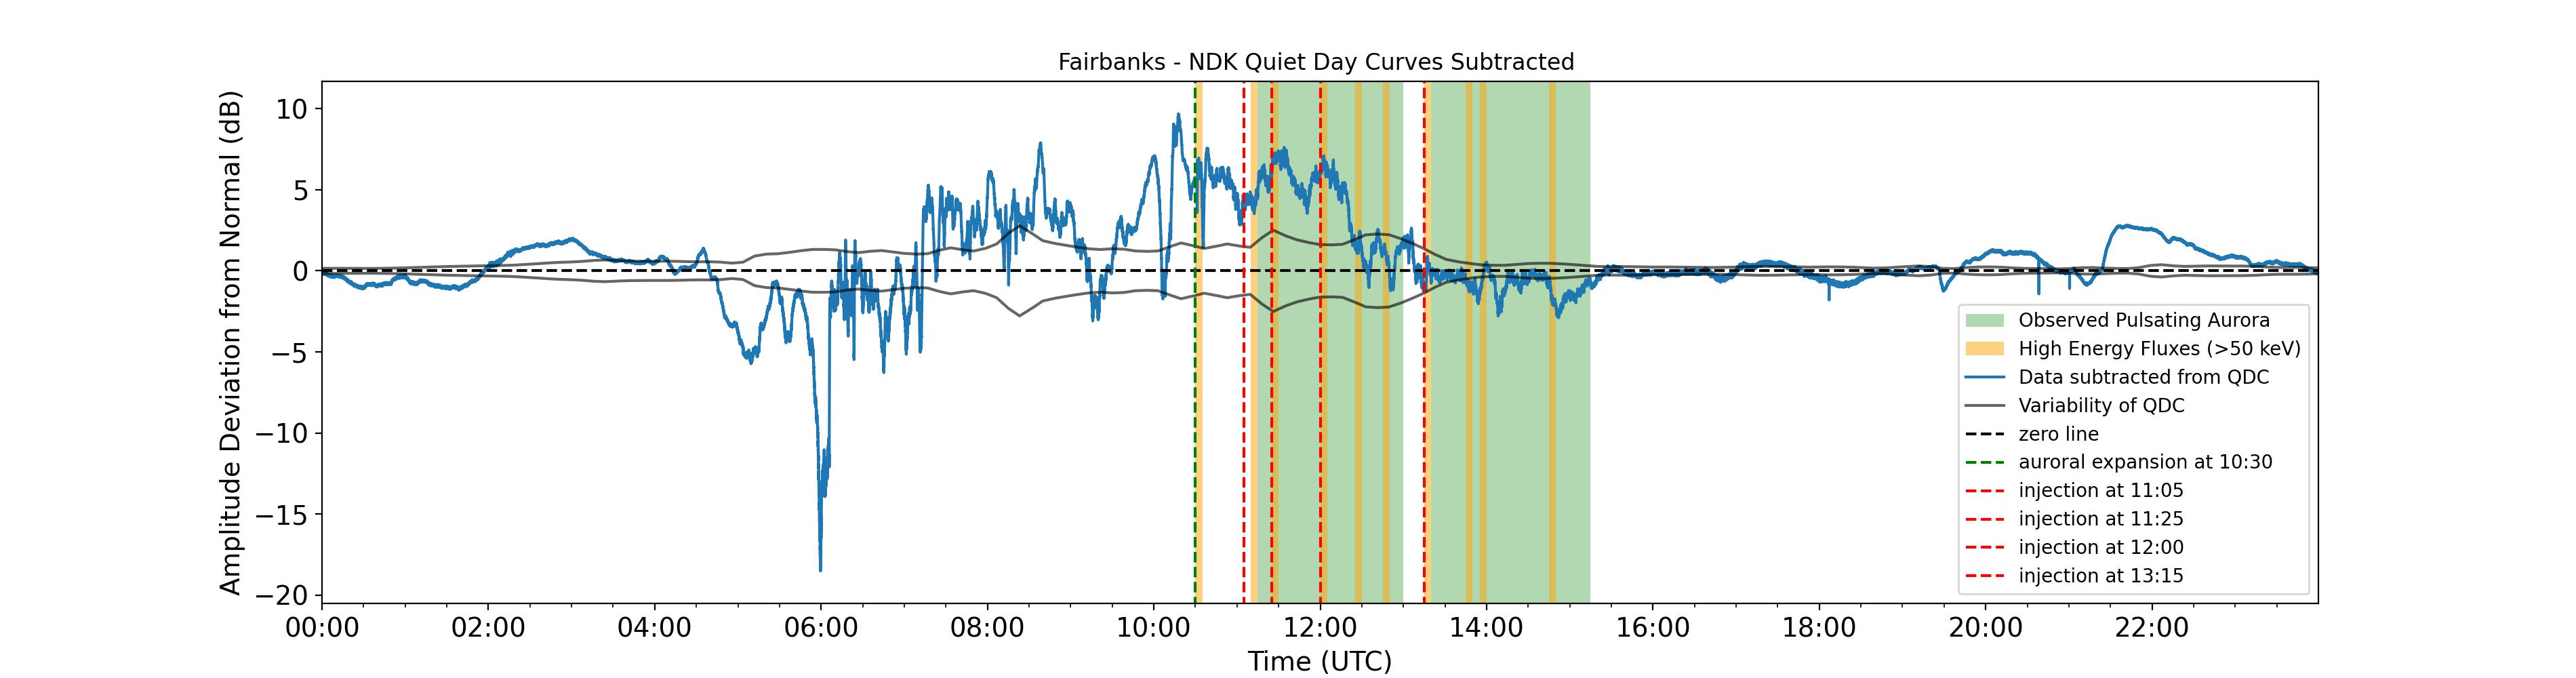 Fairbanks - NDK Quiet Day Curves Subtracted
Amplitude Deviation from Normal (dB)
10
5
0
−5
−10
−15
−20
Observed Pulsating Aurora
High Energy Fluxes (>50 keV)
Data subtracted from QDC
Variability of QDC
zero line
auroral expansion at 10:30
injection at 11:05
injection at 11:25
injection at 12:00
injection at 13:15
00:00 02:00 04:00 06:00 08:00 10:00 12:00 14:00 16:00 18:00 20:00 22:00
Time (UTC)